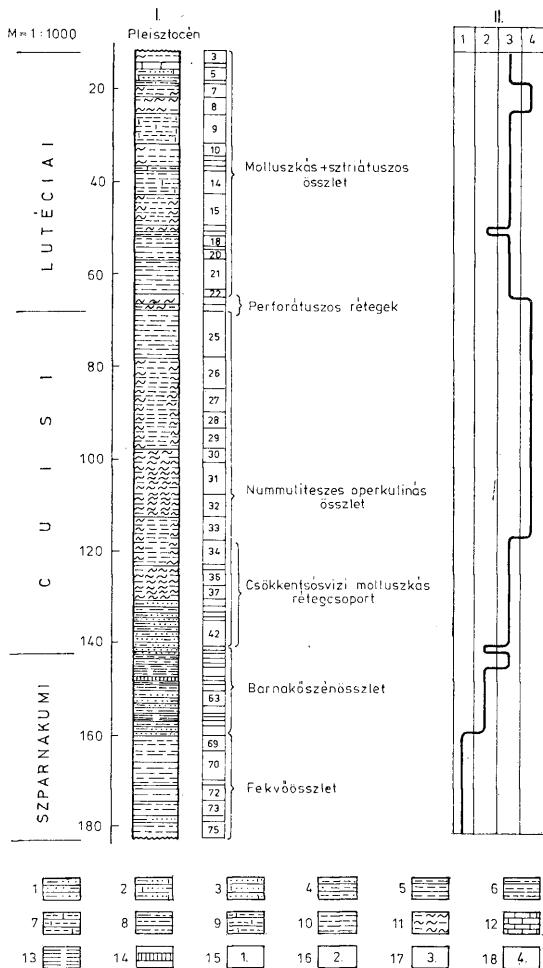 I.
II.
M=1:1000
Pleisztocén
1 2 3 4
20
40
60
80
100
120
140
160
180
LUTÉCIAI
CUISI
SZPARNAKUMI
3
5
7
8
9
10
14
15
18
20
21
22
25
26
27
28
29
30
31
32
33
34
36
37
42
63
69
70
72
73
75
Molluszkás+sztriátuszos
összlet
Perforátuszos rétegek
Nummuliteszes operkulinás
összlet
Csökkentsósvizi molluszkás
rétegcsoport
Barnakőszénösszlet
Fekvőösszlet
1 2 3 4 5 6
7 8 9 10 11 12
13 14 15 1. 16 2. 17 3. 18 4.